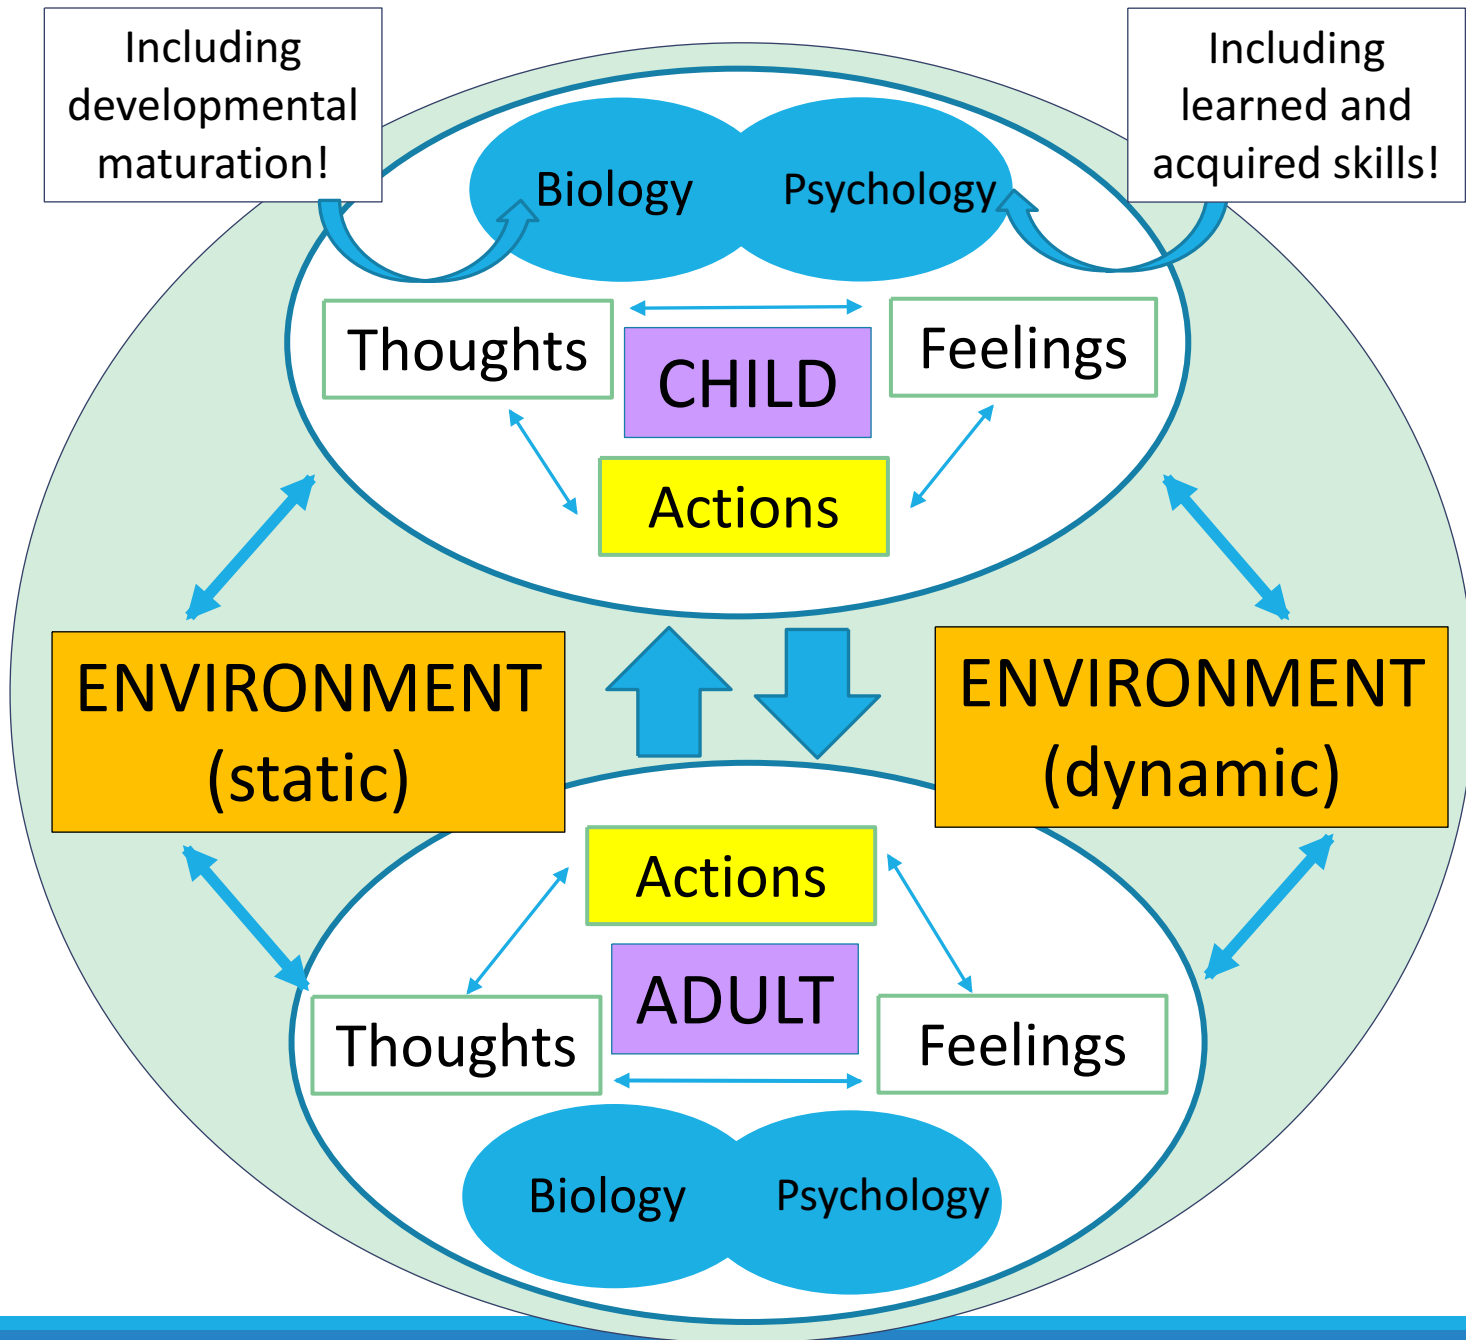 Including
developmental
maturation!
Including
learned and
acquired skills!
Biology
Psychology
Thoughts
Feelings
CHILD
Actions
ENVIRONMENT
(static)
ENVIRONMENT
(dynamic)
Actions
ADULT
Thoughts
Feelings
Biology
Psychology